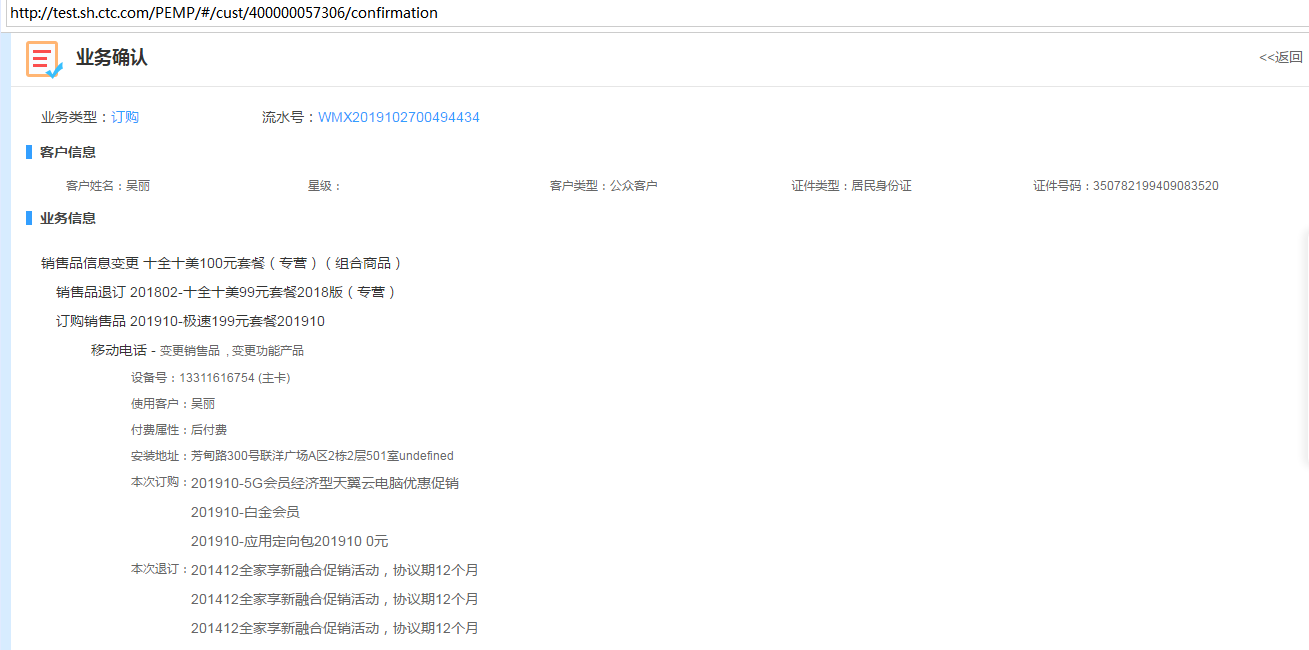 http://test.sh.ctc.com/PEMP/#/cust/400000057306/confirmation
业务确认
<<返回
业务类型：订购 流水号：WMX2019102700494434
客户信息
客户姓名：吴丽 星级： 客户类型：公众客户 证件类型：居民身份证 证件号码：350782199409083520
业务信息
销售品信息变更 十全十美100元套餐（专营）（组合商品）
销售品退订 201802-十全十美99元套餐2018版（专营）
订购销售品 201910-极速199元套餐201910
移动电话 - 变更销售品 , 变更功能产品
设备号：13311616754 (主卡)
使用客户：吴丽
付费属性：后付费
安装地址：芳甸路300号联洋广场A区2栋2层501室undefined
本次订购：201910-5G会员经济型天翼云电脑优惠促销
201910-白金会员
201910-应用定向包201910 0元
本次退订：201412全家享新融合促销活动，协议期12个月
201412全家享新融合促销活动，协议期12个月
201412全家享新融合促销活动，协议期12个月